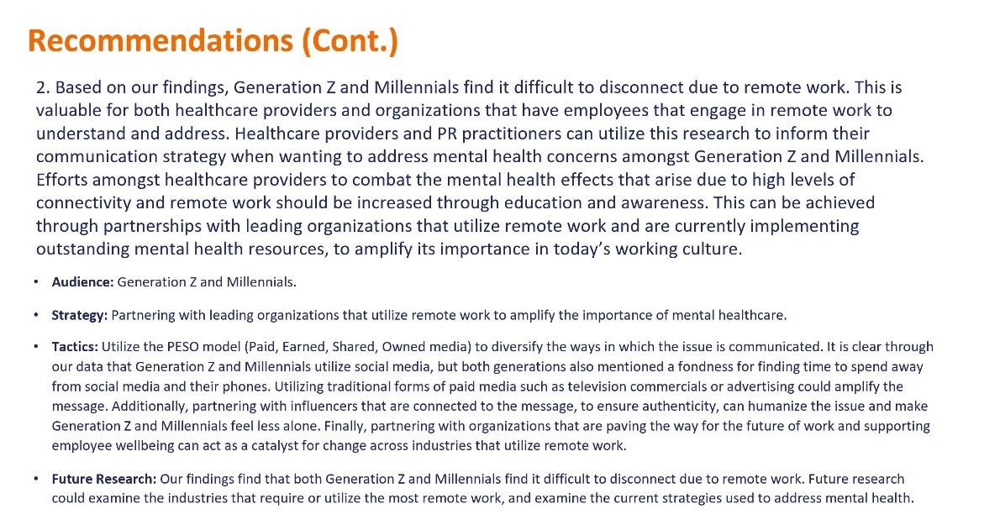 Recommendations (Cont.)
2. Based on our findings, Generation Z and Millennials find it difficult to disconnect due to remote work. This is
valuable for both healthcare providers and organizations that have employees that engage in remote work to
understand and address. Healthcare providers and PR practitioners can utilize this research to inform their
communication strategy when wanting to address mental health concerns amongst Generation Z and Millennials.
Efforts amongst healthcare providers to combat the mental health effects that arise due to high levels of
connectivity and remote work should be increased through education and awareness. This can be achieved
through partnerships with leading organizations that utilize remote work and are currently implementing
outstanding mental health resources, to amplify its importance in today’s working culture.
• Audience: Generation Z and Millennials.
• Strategy: Partnering with leading organizations that utilize remote work to amplify the importance of mental healthcare.
• Tactics: Utilize the PESO model (Paid, Earned, Shared, Owned media) to diversify the ways in which the issue is communicated. It is clear through
our data that Generation Z and Millennials utilize social media, but both generations also mentioned a fondness for finding time to spend away
from social media and their phones. Utilizing traditional forms of paid media such as television commercials or advertising could amplify the
message. Additionally, partnering with influencers that are connected to the message, to ensure authenticity, can humanize the issue and make
Generation Z and Millennials feel less alone. Finally, partnering with organizations that are paving the way for the future of work and supporting
employee wellbeing can act as a catalyst for change across industries that utilize remote work.
• Future Research: Our findings find that both Generation Z and Millennials find it difficult to disconnect due to remote work. Future research
could examine the industries that require or utilize the most remote work, and examine the current strategies used to address mental health.